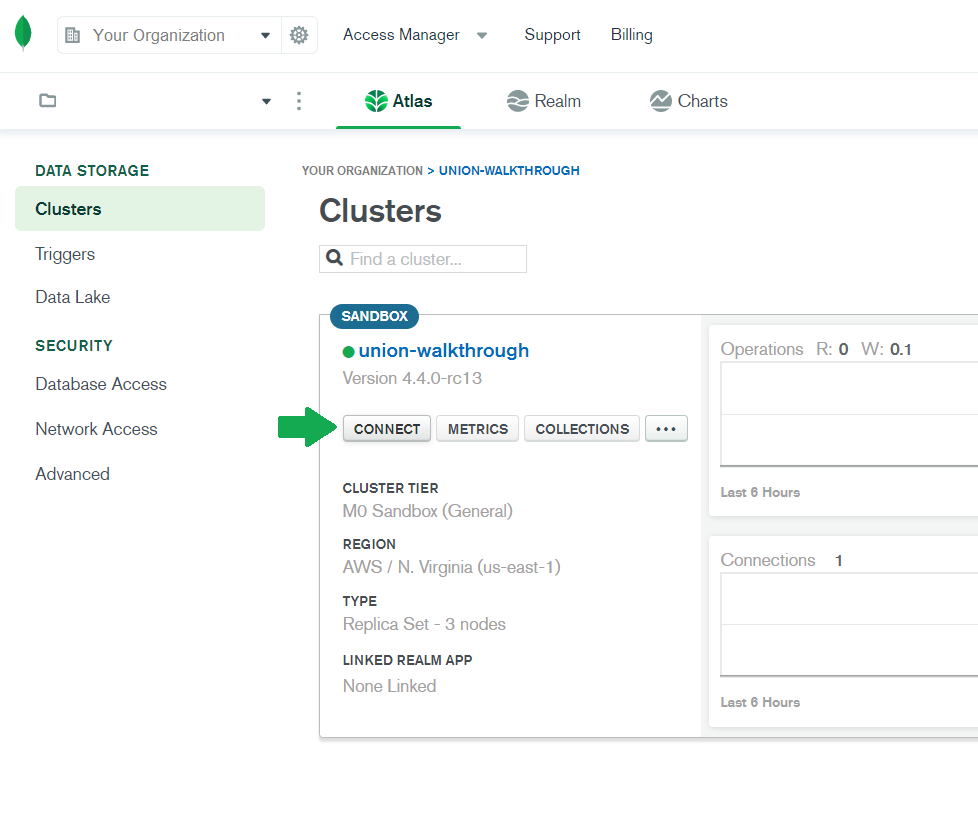 Your Organization
Access Manager
Support
Billing
Atlas
Realm
Charts
DATA STORAGE
Clusters
Triggers
Data Lake
SECURITY
Database Access
Network Access
Advanced
YOUR ORGANIZATION > UNION-WALKTHROUGH
Clusters
Find a cluster...
SANDBOX
union-walkthrough
Version 4.4.0-rc13
CONNECT
METRICS
COLLECTIONS
...
CLUSTER TIER
M0 Sandbox (General)
REGION
AWS / N. Virginia (us-east-1)
TYPE
Replica Set - 3 nodes
LINKED REALM APP
None Linked
Operations R: 0 W: 0.1
Last 6 Hours
Connections 1
Last 6 Hours